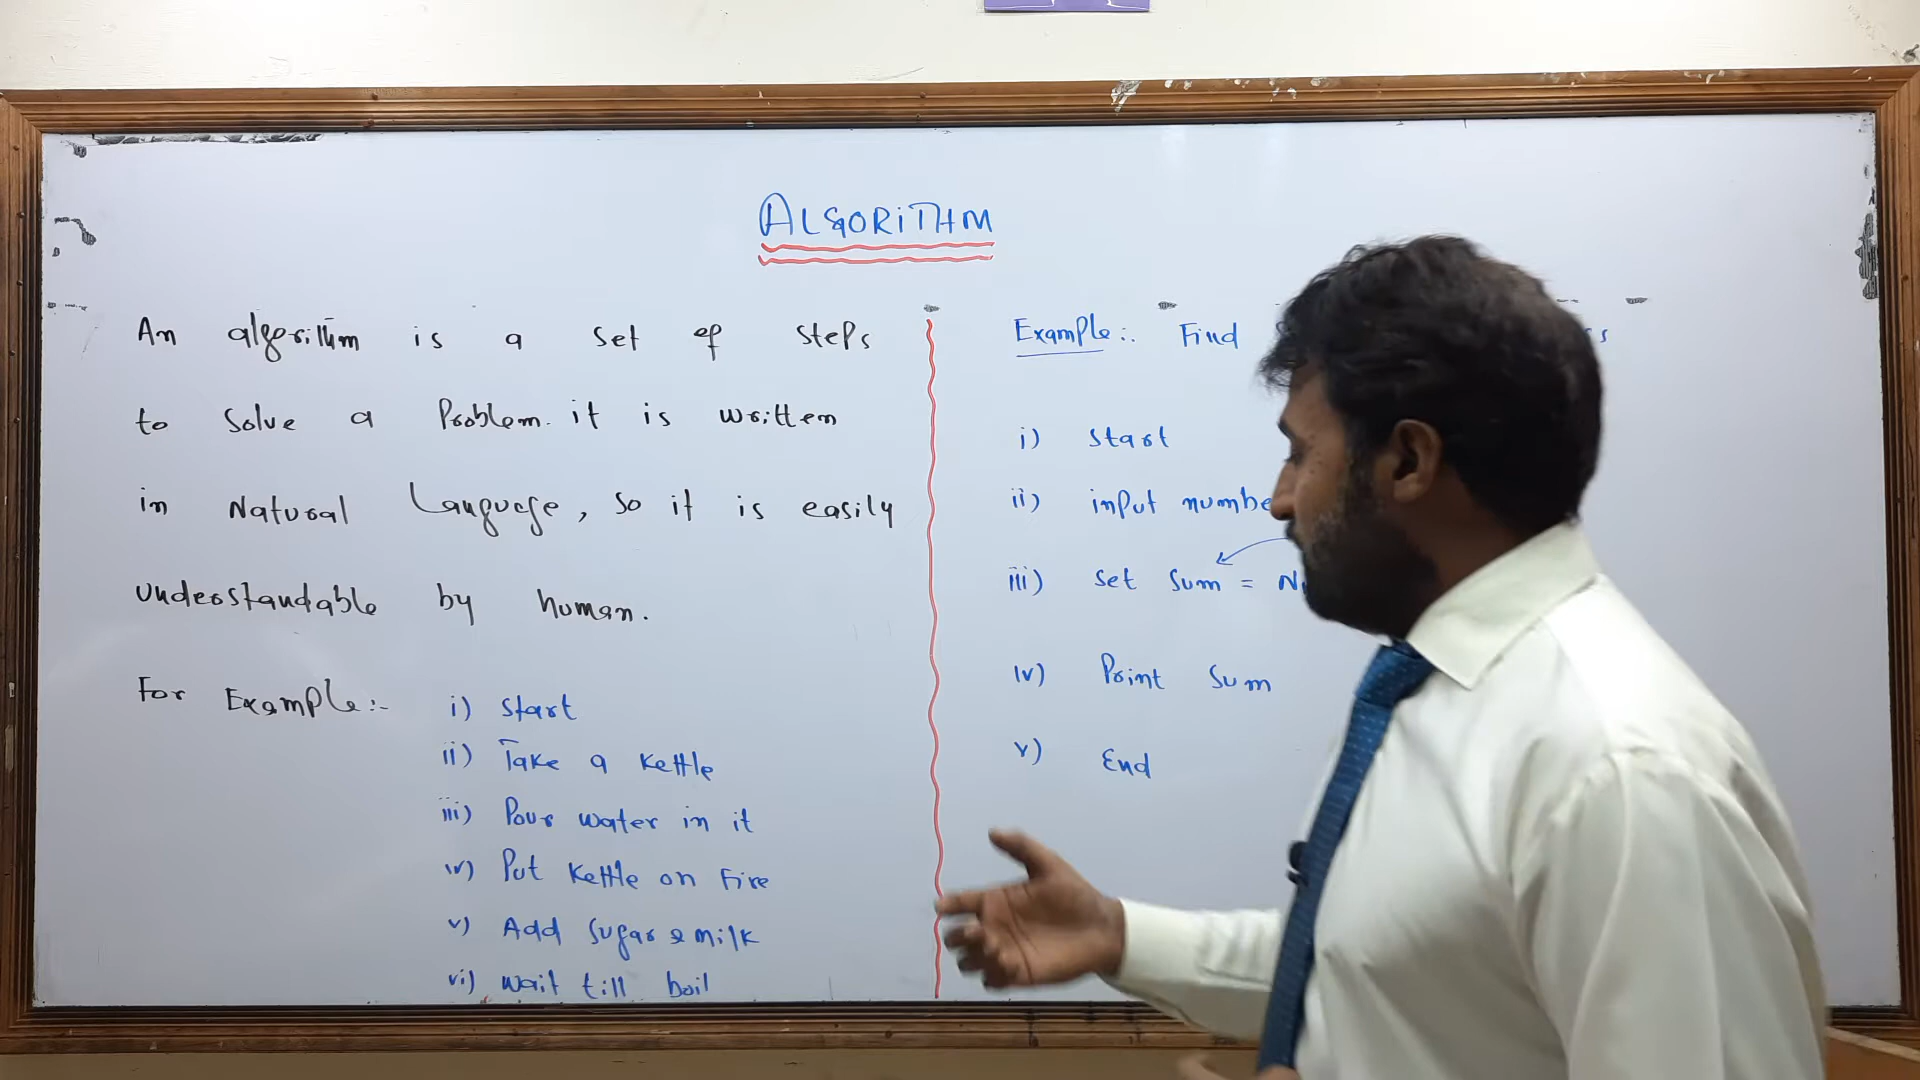 ALGORITHM
An algorithm is a set of steps
to solve a Problem. it is written
in Natural Language, so it is easily
understandable by human.
For Example:-
i) Start
ii) Take a Kettle
iii) Pour water in it
iv) Put Kettle on Fire
v) Add Sugar & milk
vi) wait till boil
Example:. Find
i) Start
ii) input
iii) Set Sum =
iv) Print Sum
v) End